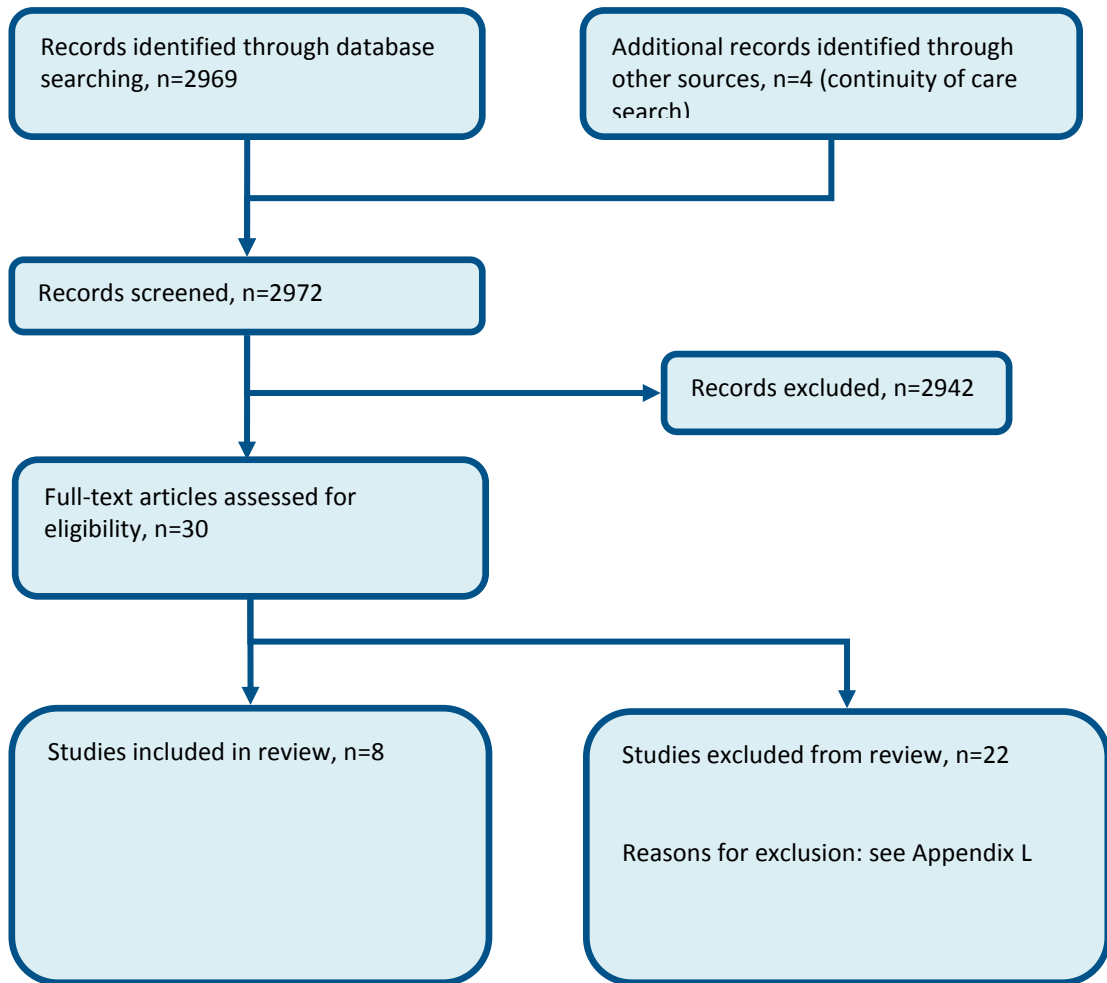 Records identified through database
searching, n=2969
Additional records identified through
other sources, n=4 (continuity of care
search)
Records screened, n=2972
Records excluded, n=2942
Full-text articles assessed for
eligibility, n=30
Studies included in review, n=8
Studies excluded from review, n=22
Reasons for exclusion: see Appendix L